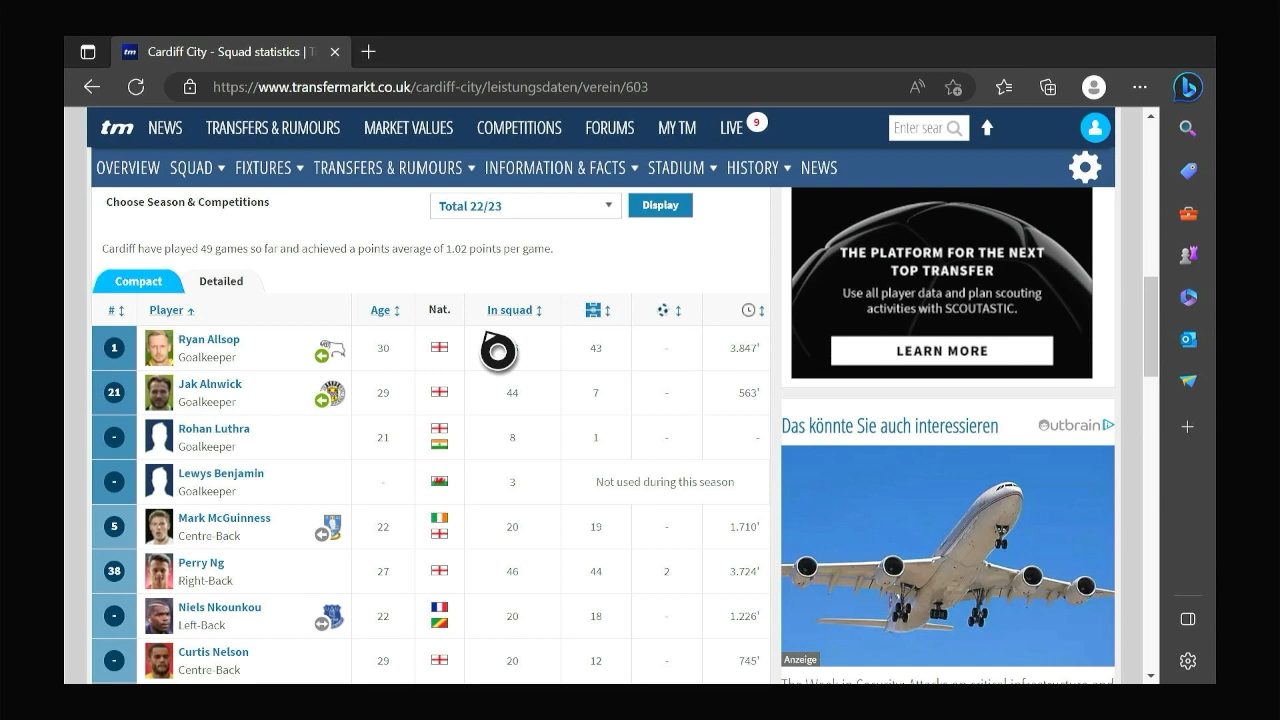 tm Cardiff City - Squad statistics | T
https://www.transfermarkt.co.uk/cardiff-city/leistungsdaten/verein/603
tm NEWS TRANSFERS & RUMOURS MARKET VALUES COMPETITIONS FORUMS MY TM LIVE 9 Enter sear
OVERVIEW SQUAD FIXTURES TRANSFERS & RUMOURS INFORMATION & FACTS STADIUM HISTORY NEWS
Choose Season & Competitions Total 22/23 Display
Cardiff have played 49 games so far and achieved a points average of 1.02 points per game.
Compact Detailed
# Player Age Nat. In squad
1 Ryan Allsop 30 43 - 3.847'
Goalkeeper
21 Jak Alnwick 29 44 7 - 563'
Goalkeeper
- Rohan Luthra 21 8 1 - -
Goalkeeper
- Lewys Benjamin - 3 Not used during this season
Goalkeeper
5 Mark McGuinness 22 20 19 - 1.710'
Centre-Back
38 Perry Ng 27 46 44 2 3.724'
Right-Back
- Niels Nkounkou 22 20 18 - 1.226'
Left-Back
- Curtis Nelson 29 20 12 - 745'
Centre-Back
THE PLATFORM FOR THE NEXT
TOP TRANSFER
Use all player data and plan scouting
activities with SCOUTASTIC.
LEARN MORE
Das könnte Sie auch interessieren outbrain
Anzeige